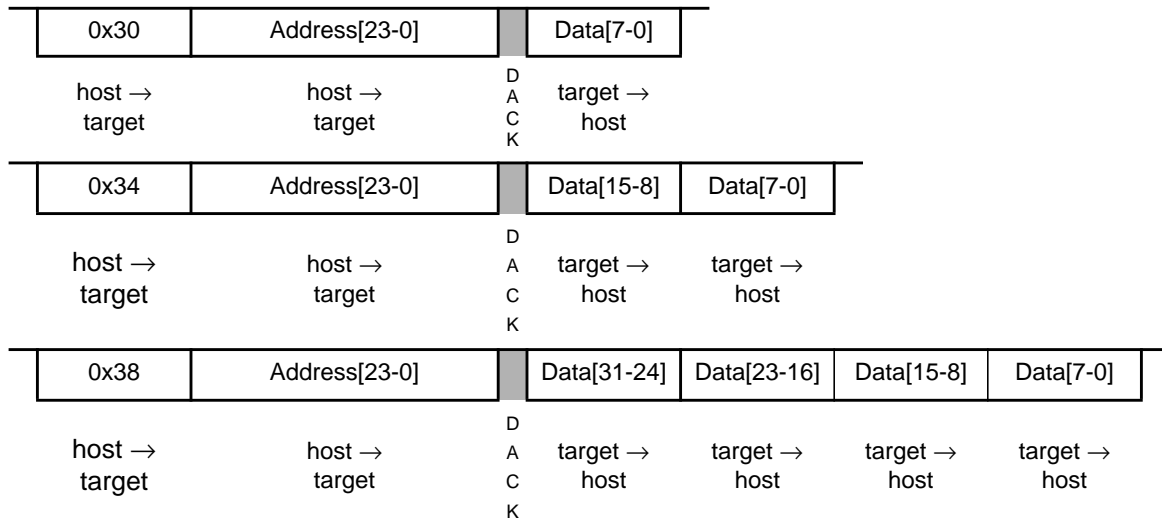 0x30 Address[23-0] Data[7-0]
host → host → D A C K target →
target target host
0x34 Address[23-0] Data[15-8] Data[7-0]
host → host → D A C K target → target →
target target host host
0x38 Address[23-0] Data[31-24] Data[23-16] Data[15-8] Data[7-0]
host → host → D A C K target → target → target → target →
target target host host host host